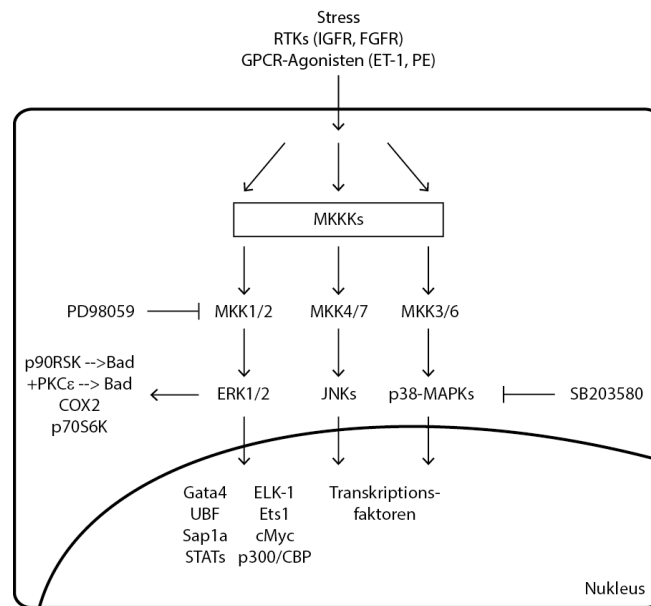 Stress
RTKs (IGFR, FGFR)
GPCR-Agonisten (ET-1, PE)
MKKKs
PD98059
MKK1/2
MKK4/7
MKK3/6
p90RSK -->Bad
+PKCε --> Bad
COX2
p70S6K
ERK1/2
JNKs
p38-MAPKs
SB203580
Gata4
UBF
Sap1a
STATs
ELK-1
Ets1
cMyc
p300/CBP
Transkriptions-
faktoren
Nukleus